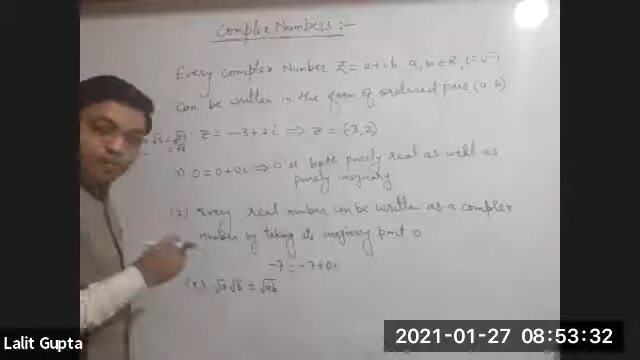 Complex Numbers :-
Every Complex Number Z = a+ib a, b ∈ R, i = √-1
Can be written in the form of ordered pair (a, b)
Z = -3+2i ⟹ Z = (-3, 2)
0 = 0+0i ⟹ 0 is both purely real as well as
purely imaginary
(2) Every real number can be written as a complex
number by taking its imaginary part 0
-7 = -7+0i
√a √b = √ab
Lalit Gupta
2021-01-27 08:53:32